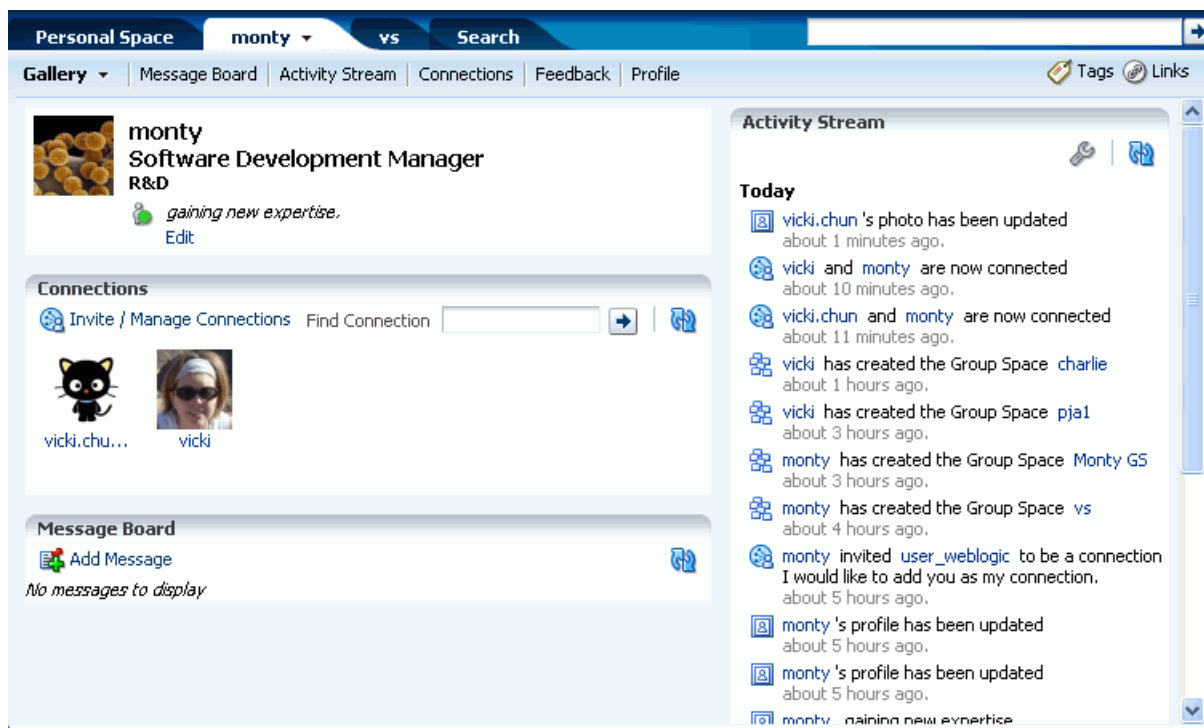 Personal Space monty vs Search
Gallery Message Board Activity Stream Connections Feedback Profile Tags Links
monty
Software Development Manager
R&D
gaining new expertise.
Edit
Connections
Invite / Manage Connections Find Connection
vicki.chu... vicki
Message Board
Add Message
No messages to display
Activity Stream
Today
vicki.chun 's photo has been updated
about 1 minutes ago.
vicki and monty are now connected
about 10 minutes ago.
vicki.chun and monty are now connected
about 11 minutes ago.
vicki has created the Group Space charlie
about 1 hours ago.
vicki has created the Group Space pja1
about 3 hours ago.
monty has created the Group Space Monty GS
about 3 hours ago.
monty has created the Group Space vs
about 4 hours ago.
monty invited user_weblogic to be a connection
I would like to add you as my connection.
about 5 hours ago.
monty 's profile has been updated
about 5 hours ago.
monty 's profile has been updated
about 5 hours ago.
monty gaining new expertise